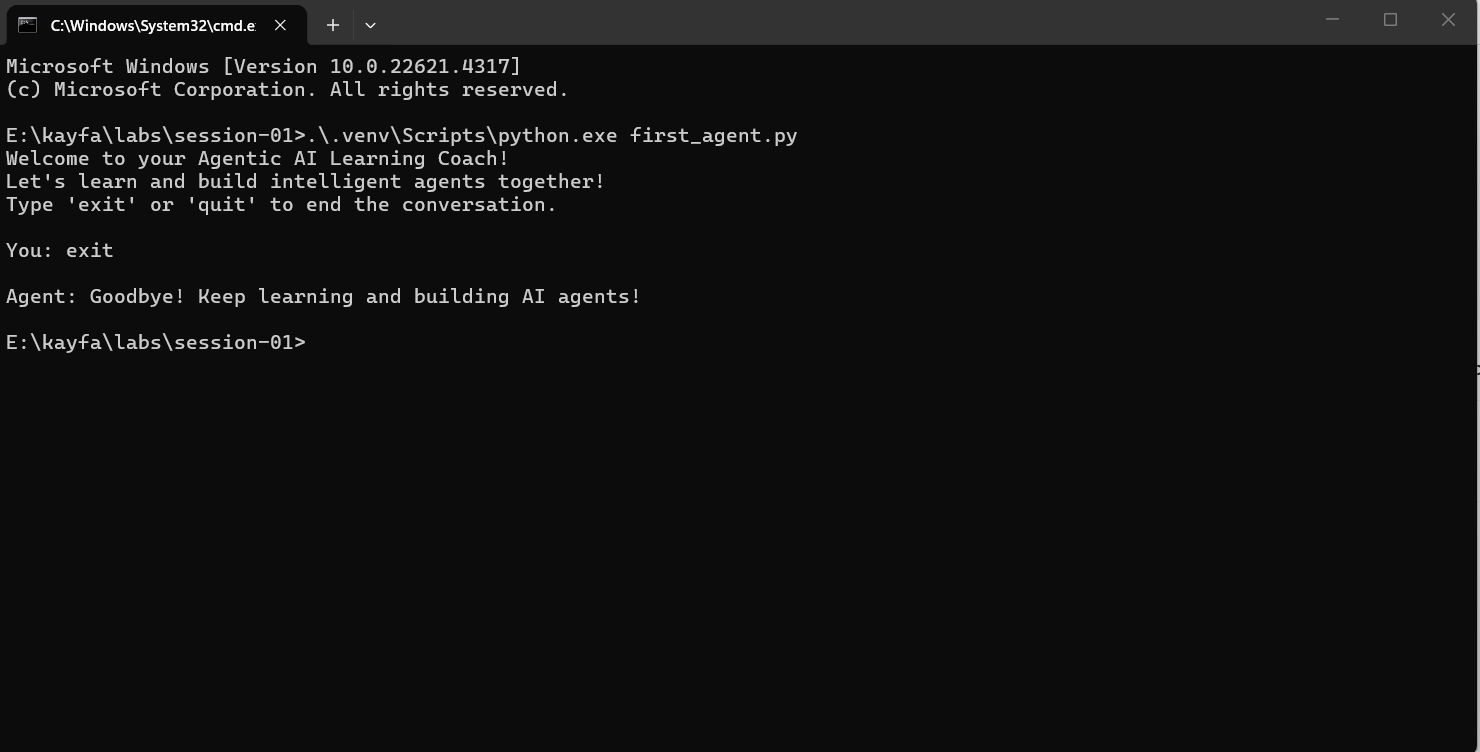 C:\Windows\System32\cmd.e
Microsoft Windows [Version 10.0.22621.4317]
(c) Microsoft Corporation. All rights reserved.
E:\kayfa\labs\session-01>.\.venv\Scripts\python.exe first_agent.py
Welcome to your Agentic AI Learning Coach!
Let's learn and build intelligent agents together!
Type 'exit' or 'quit' to end the conversation.
You: exit
Agent: Goodbye! Keep learning and building AI agents!
E:\kayfa\labs\session-01>